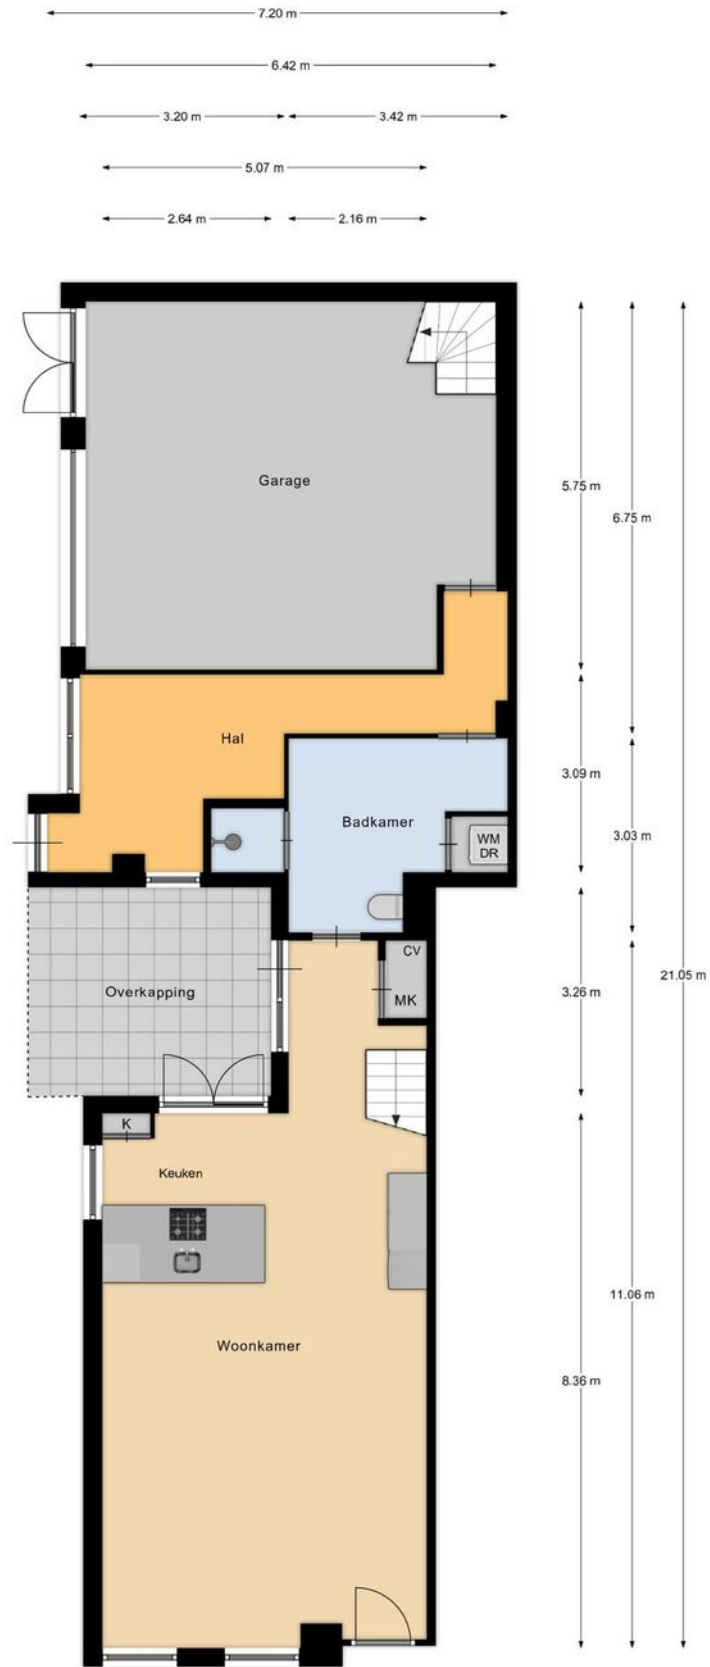 7.20 m
6.42 m
3.20 m 3.42 m
5.07 m
2.64 m 2.16 m
Garage
5.75 m
6.75 m
Hal
3.09 m
Badkamer
3.03 m
WM
DR
CV
21.05 m
Overkapping
3.26 m
MK
K
Keuken
11.06 m
Woonkamer
8.36 m